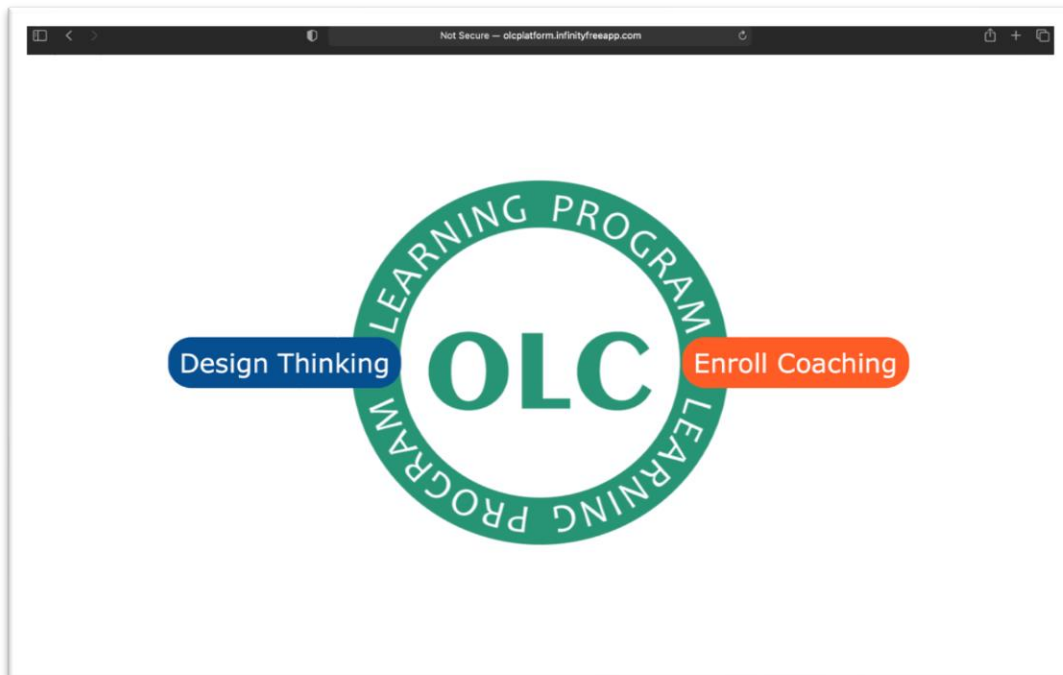 Not Secure — olcplatform.infinityfreeapp.com
LEARNING PROGRAM
Design Thinking
OLC
Enroll Coaching
LEARNING PROGRAM